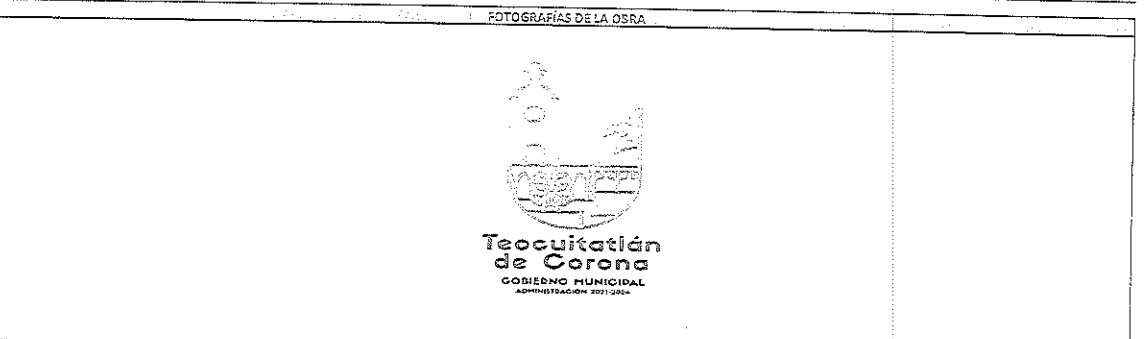 FOTOGRAFÍAS DE LA OBRA
Teocuitatlán
de Corona
GOBIERNO MUNICIPAL
ADMINISTRACIÓN 2021-2024